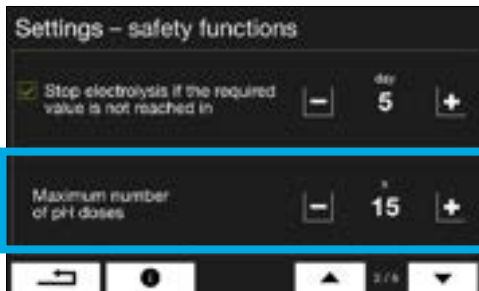 Settings – safety functions
Stop electrolysis if the required
value is not reached in
day
5
Maximum number
of pH doses
x
15
2/6